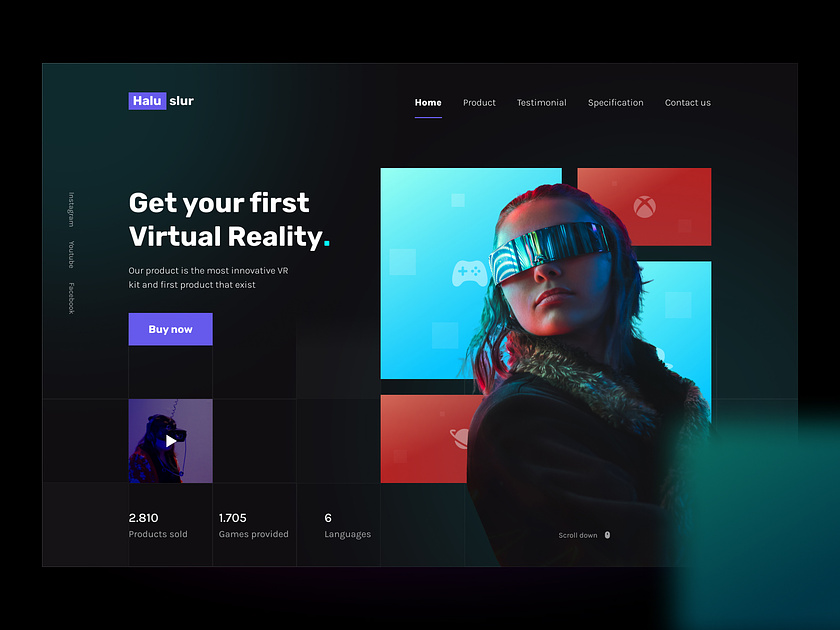 Halu slur
Home Product Testimonial Specification Contact us
Instagram Youtube Facebook
Get your first
Virtual Reality.
Our product is the most innovative VR
kit and first product that exist
Buy now
2.810 1.705 6
Products sold Games provided Languages
Scroll down